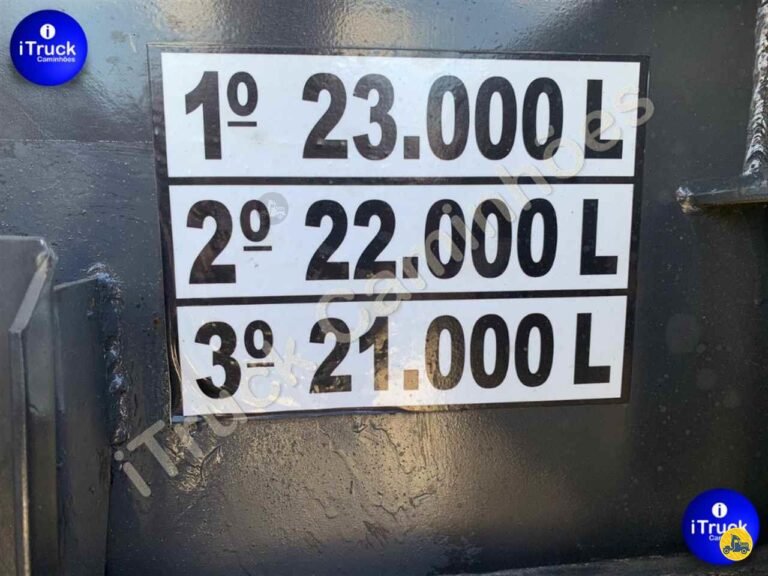 i
iTruck
Caminhões
1º 23.000 L
2º 22.000 L
3º 21.000 L
iTruck Caminhões
i
iTruck